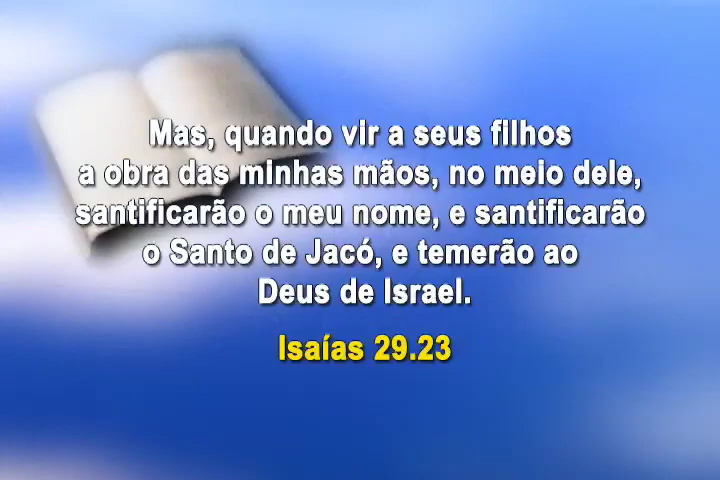 Mas, quando vir a seus filhos
a obra das minhas mãos, no meio dele,
santificarão o meu nome, e santificarão
o Santo de Jacó, e temerão ao
Deus de Israel.
Isaías 29.23